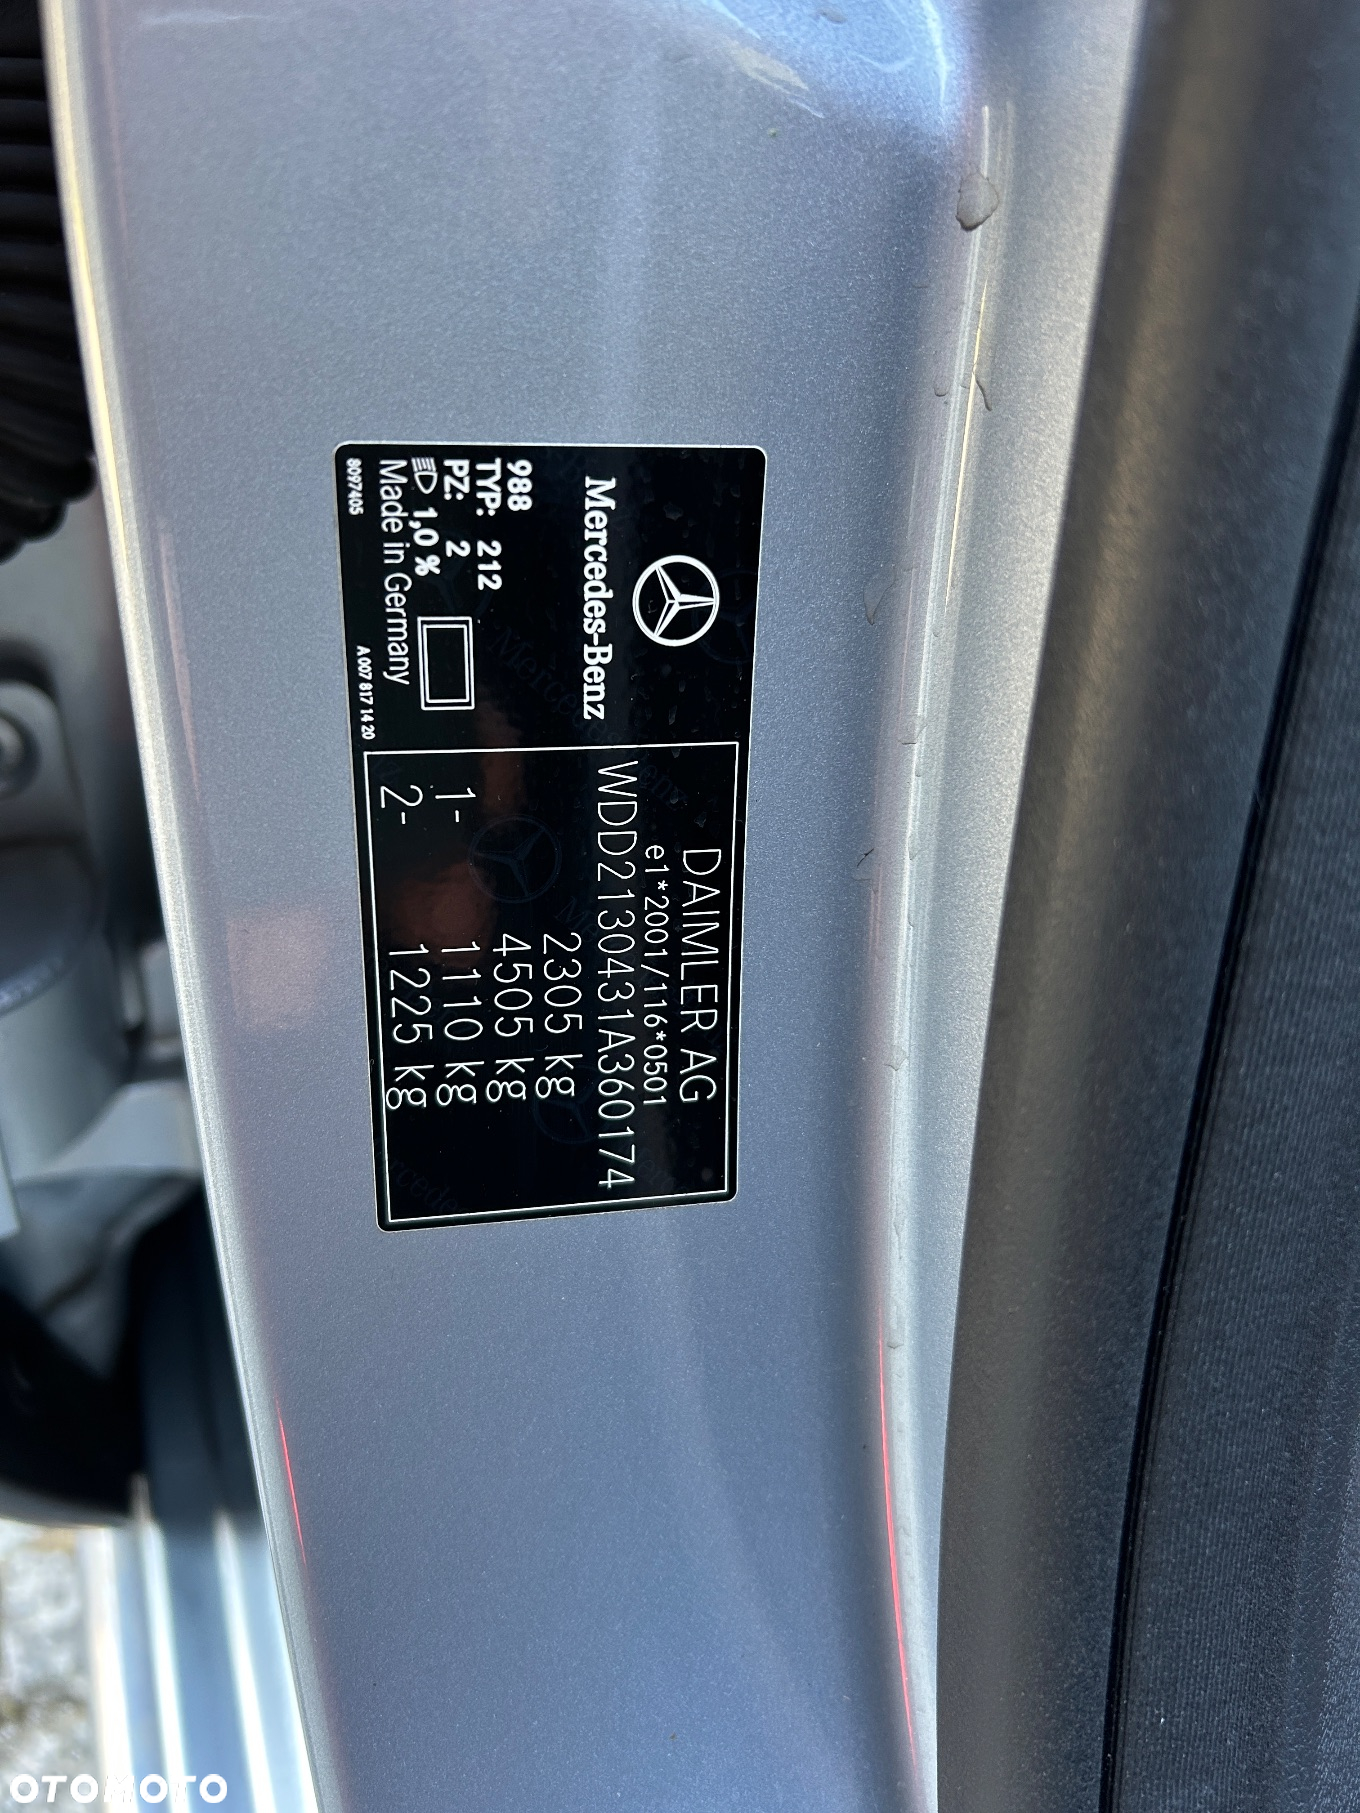 Mercedes-Benz
988
TYP: 212
PZ: 2
1,0 %
Made in Germany
8097405
A 007 817 14 20
DAIMLER AG
e1*2001/116*0501
WDD2130431A360174
2305 kg
4505 kg
1- 1110 kg
2- 1225 kg
OTOMOTO